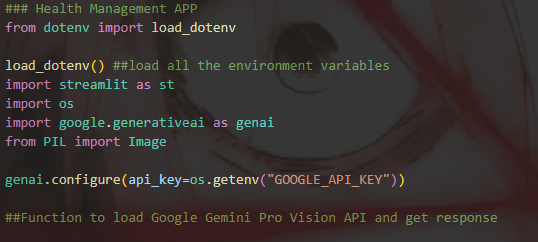 ### Health Management APP
from dotenv import load_dotenv
load_dotenv() ##load all the environment variables
import streamlit as st
import os
import google.generativeai as genai
from PIL import Image
genai.configure(api_key=os.getenv("GOOGLE_API_KEY"))
##Function to load Google Gemini Pro Vision API and get response